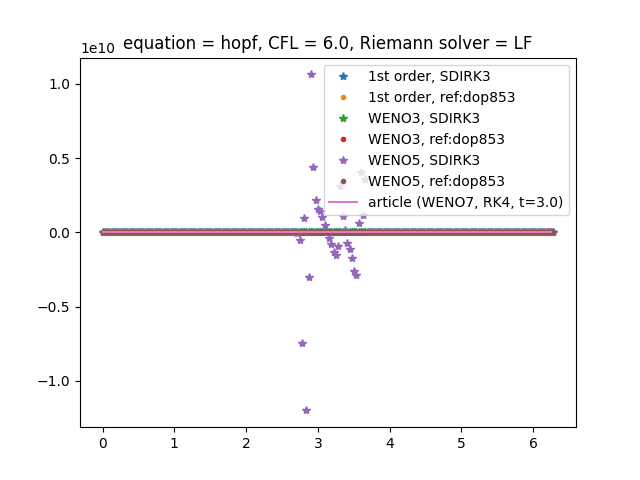 equation = hopf, CFL = 6.0, Riemann solver = LF
1e10
1st order, SDIRK3
1st order, ref:dop853
WENO3, SDIRK3
WENO3, ref:dop853
WENO5, SDIRK3
WENO5, ref:dop853
article (WENO7, RK4, t=3.0)
1.0
0.5
0.0
−0.5
−1.0
0 1 2 3 4 5 6